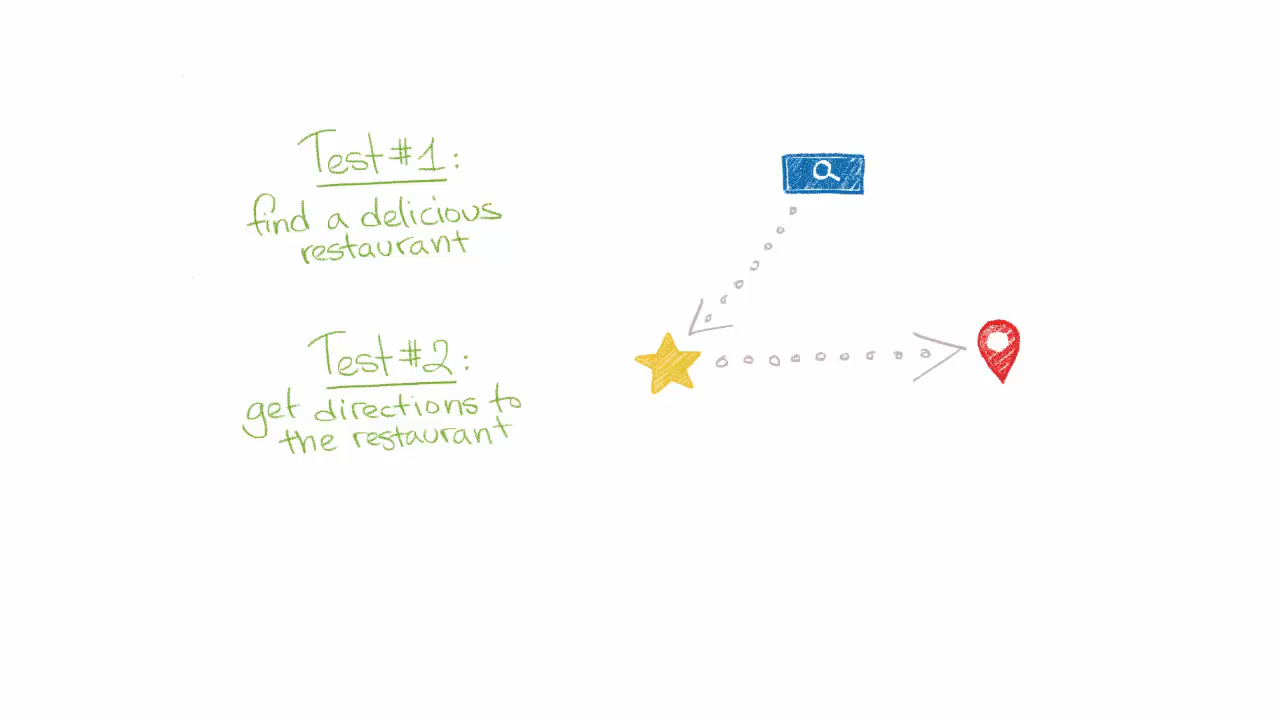 Test #1:
find a delicious
restaurant
Test #2:
get directions to
the restaurant